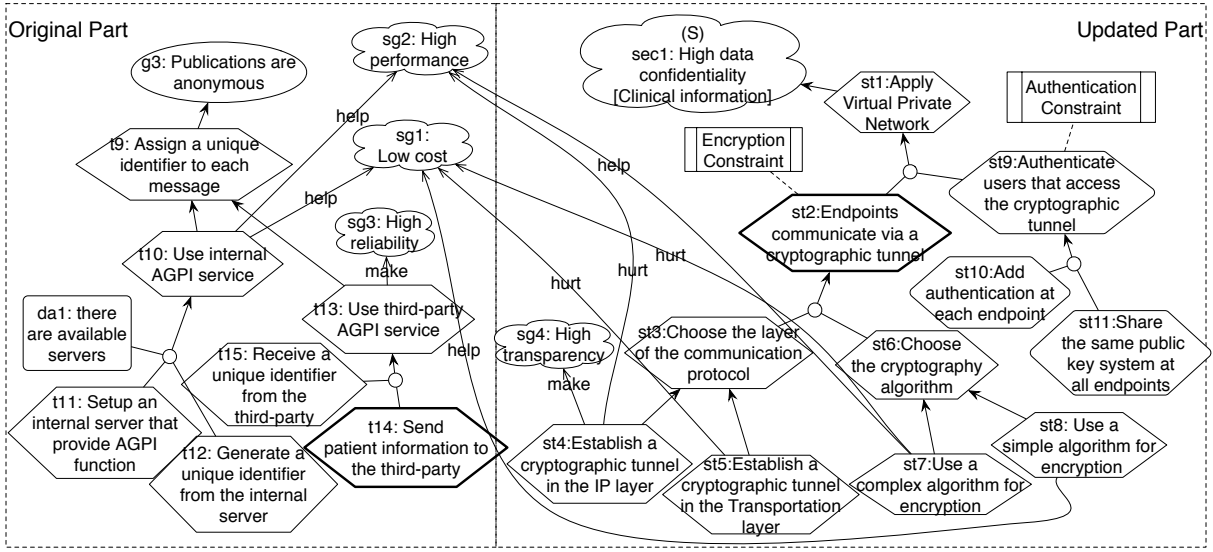 Original Part
Updated Part
g3: Publications are
anonymous
sg2: High
performance
(S)
sec1: High data
confidentiality
[Clinical information]
st1:Apply
Virtual Private
Network
Authentication
Constraint
Encryption
Constraint
help
t9: Assign a unique
identifier to each
message
sg1:
Low cost
help
help
st9:Authenticate
users that access
the cryptographic
tunnel
st2:Endpoints
communicate via a
cryptographic tunnel
sg3: High
reliability
make
t10: Use internal
AGPI service
hurt
hurt
hurt
st10:Add
authentication at
each endpoint
da1: there
are available
servers
t13: Use third-party
AGPI service
sg4: High
transparency
make
st3:Choose the layer
of the communication
protocol
st6:Choose
the cryptography
algorithm
st11:Share
the same public
key system at
all endpoints
help
t15: Receive a
unique identifier
from the
third-party
t11: Setup an
internal server that
provide AGPI
function
t14: Send
patient information to
the third-party
t12: Generate a
unique identifier
from the internal
server
st4:Establish a
cryptographic tunnel
in the IP layer
st5:Establish a
cryptographic tunnel
in the Transportation
layer
st7:Use a
complex algorithm for
encryption
st8: Use a
simple algorithm for
encryption